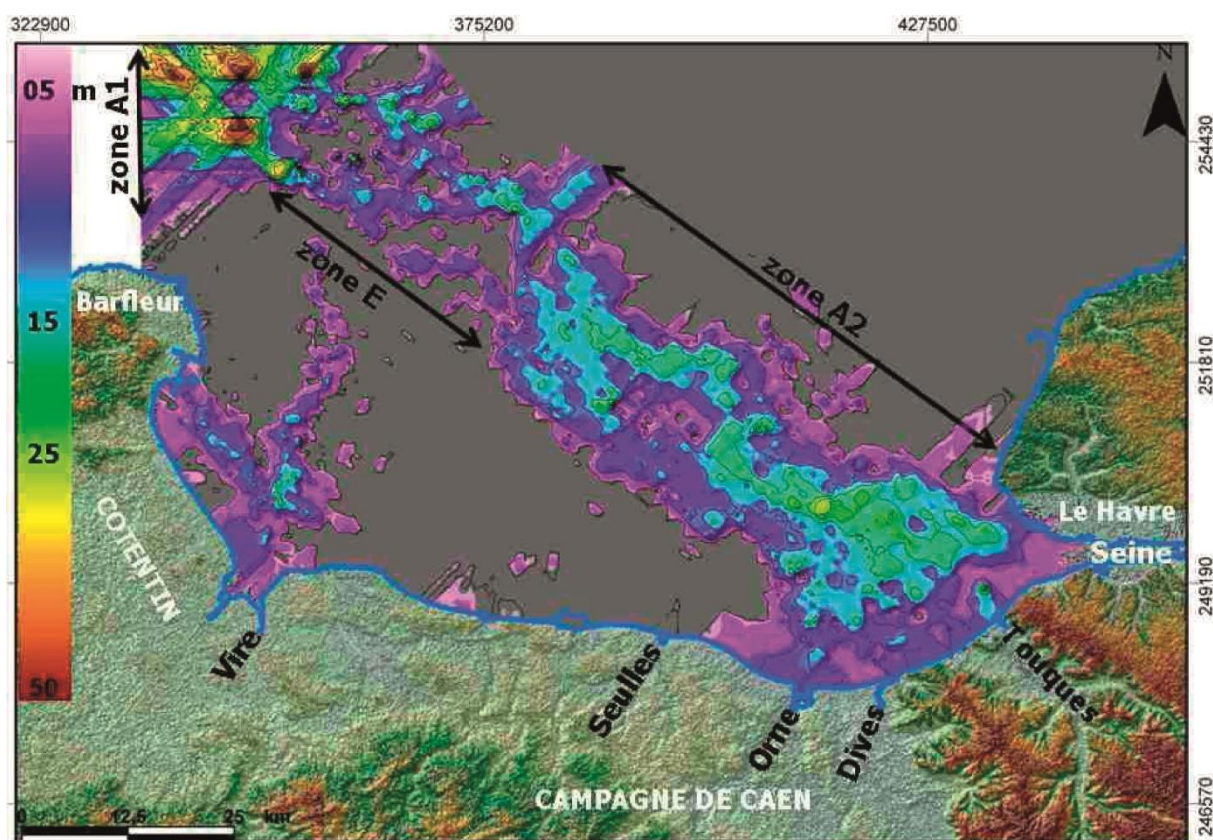 322900
375200
427500
05 m
zone A1
N
254430
zone A2
zone E
Barfleur
15
251810
25
COTENTIN
Le Havre
Seine
249190
Vire
Seulles
Orne
Dives
Touques
50
CAMPAGNE DE CAEN
246570
0 12.5 25 km